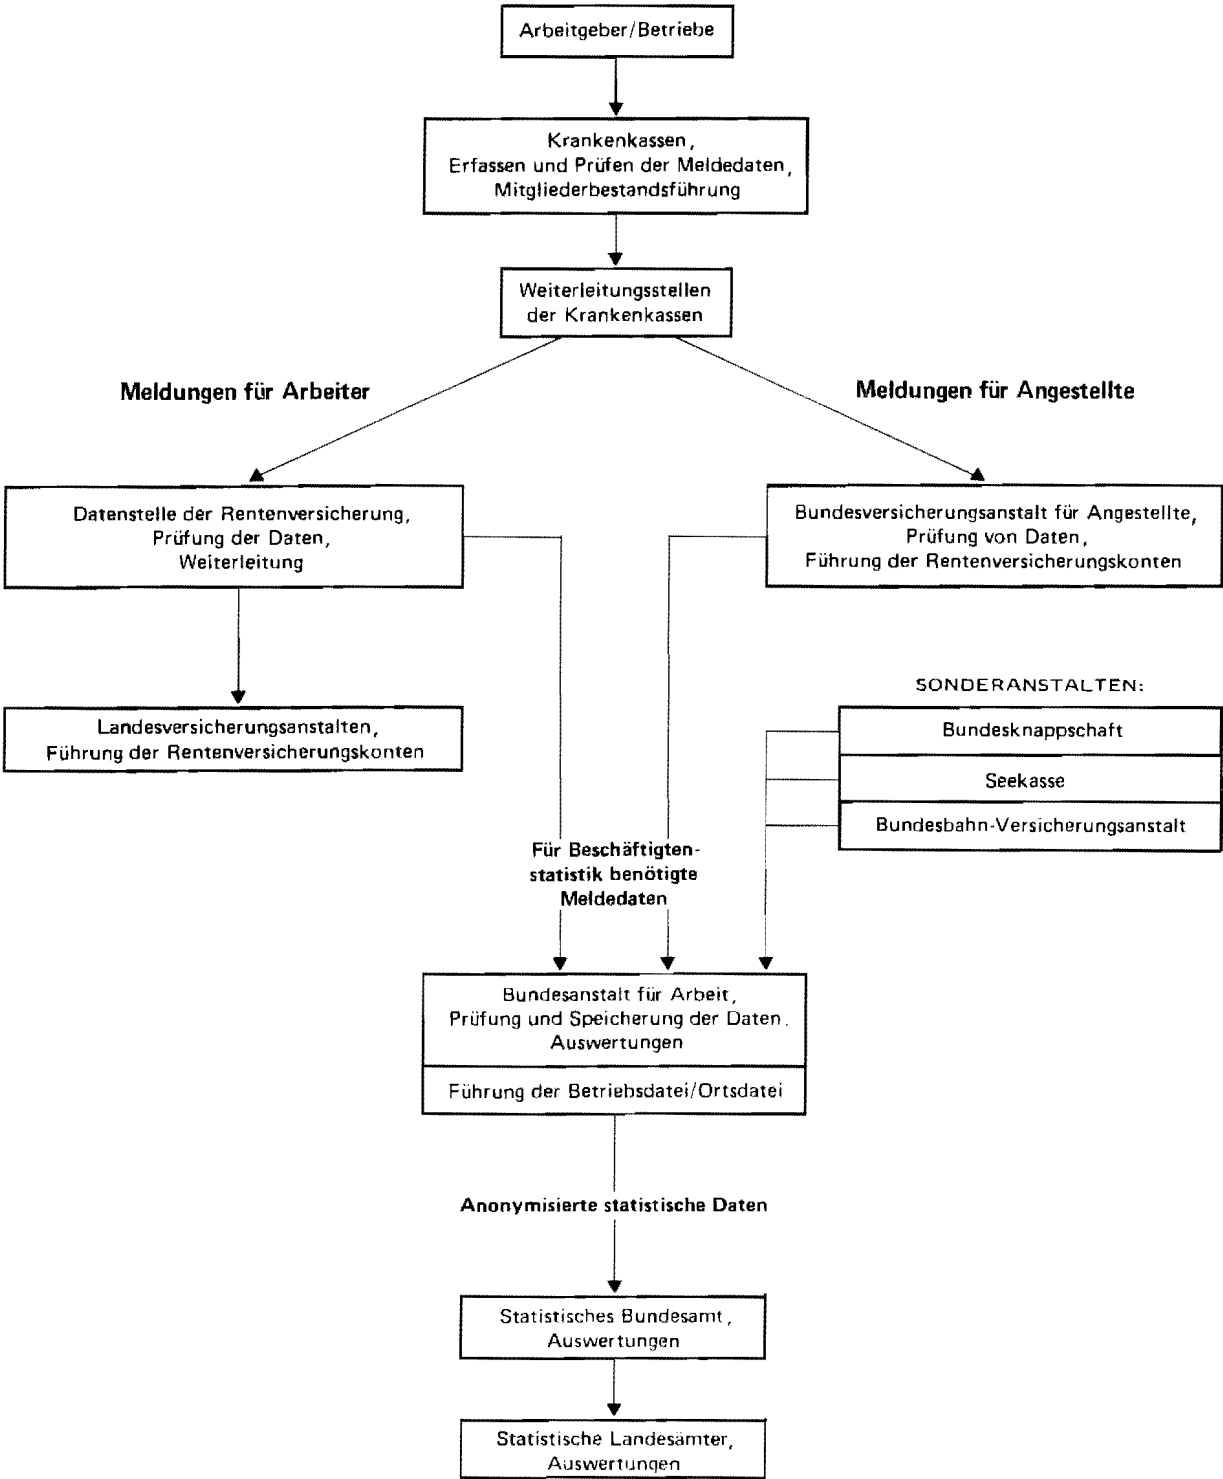 Arbeitgeber/Betriebe
Krankenkassen,
Erfassen und Prüfen der Meldedaten,
Mitgliederbestandsführung
Weiterleitungsstellen
der Krankenkassen
Meldungen für Arbeiter
Meldungen für Angestellte
Datenstelle der Rentenversicherung,
Prüfung der Daten,
Weiterleitung
Bundesversicherungsanstalt für Angestellte,
Prüfung von Daten,
Führung der Rentenversicherungskonten
Landesversicherungsanstalten,
Führung der Rentenversicherungskonten
SONDERANSTALTEN:
Bundesknappschaft
Seekasse
Bundesbahn-Versicherungsanstalt
Für Beschäftigten-
statistik benötigte
Meldedaten
Bundesanstalt für Arbeit,
Prüfung und Speicherung der Daten,
Auswertungen
Führung der Betriebsdatei/Ortsdatei
Anonymisierte statistische Daten
Statistisches Bundesamt,
Auswertungen
Statistische Landesämter,
Auswertungen